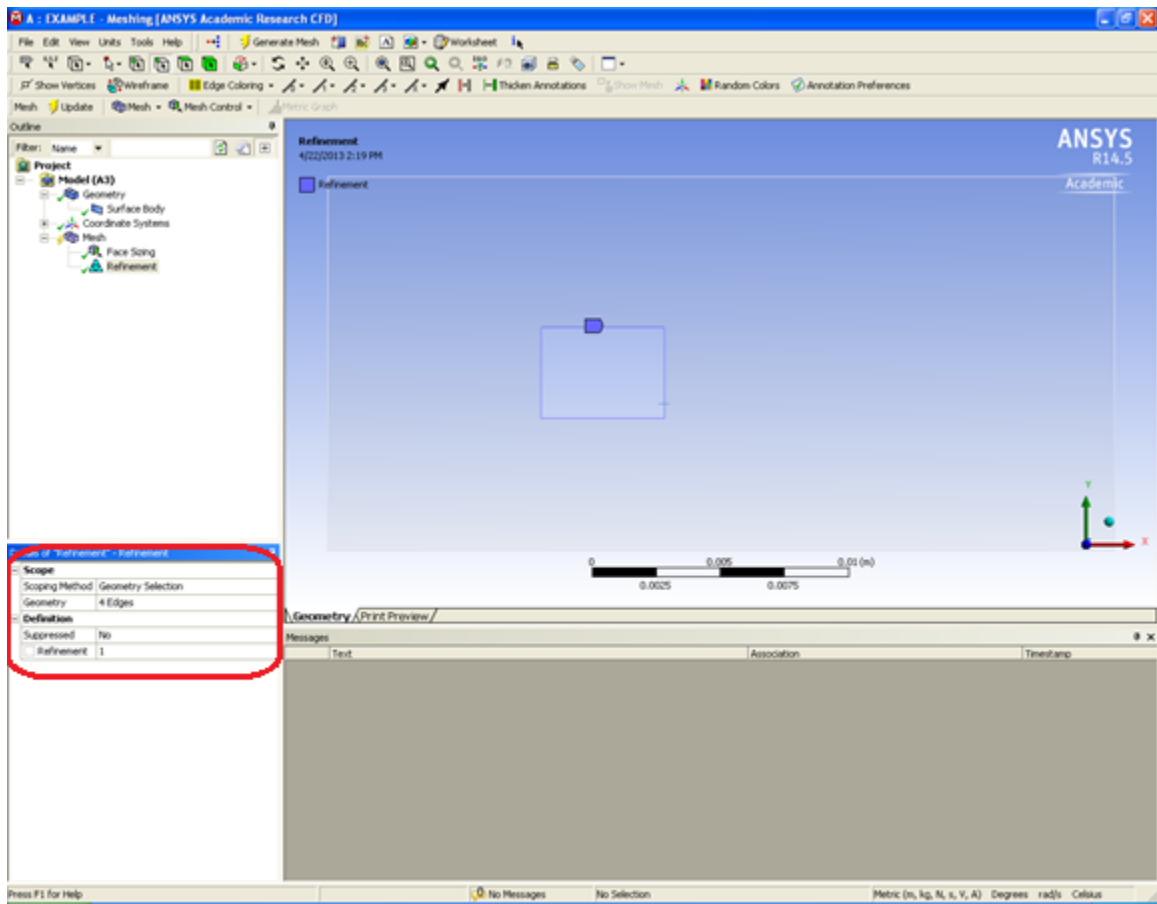 A : EXAMPLE - Meshing [ANSYS Academic Research CFD]
File Edit View Units Tools Help Generate Mesh Worksheet
Show Vertices Wireframe Edge Coloring Thicken Annotations Show Mesh Random Colors Annotation Preferences
Mesh Update Mesh Mesh Control Metric Graph
Outline
Filter: Name
Project
Model (A3)
Geometry
Surface Body
Coordinate Systems
Mesh
Face Sizing
Refinement
Refinement
4/22/2013 2:19 PM
Refinement
ANSYS
R14.5
Academic
Y
X
0 0.005 0.01 (m)
0.0025 0.0075
of "Refinement" - Refinement
Scope
Scoping Method Geometry Selection
Geometry 4 Edges
Definition
Suppressed No
Refinement 1
Geometry Print Preview
Messages
Text Association Timestamp
Press F1 for Help No Messages No Selection Metric (m, kg, N, s, V, A) Degrees rad/s Celsius